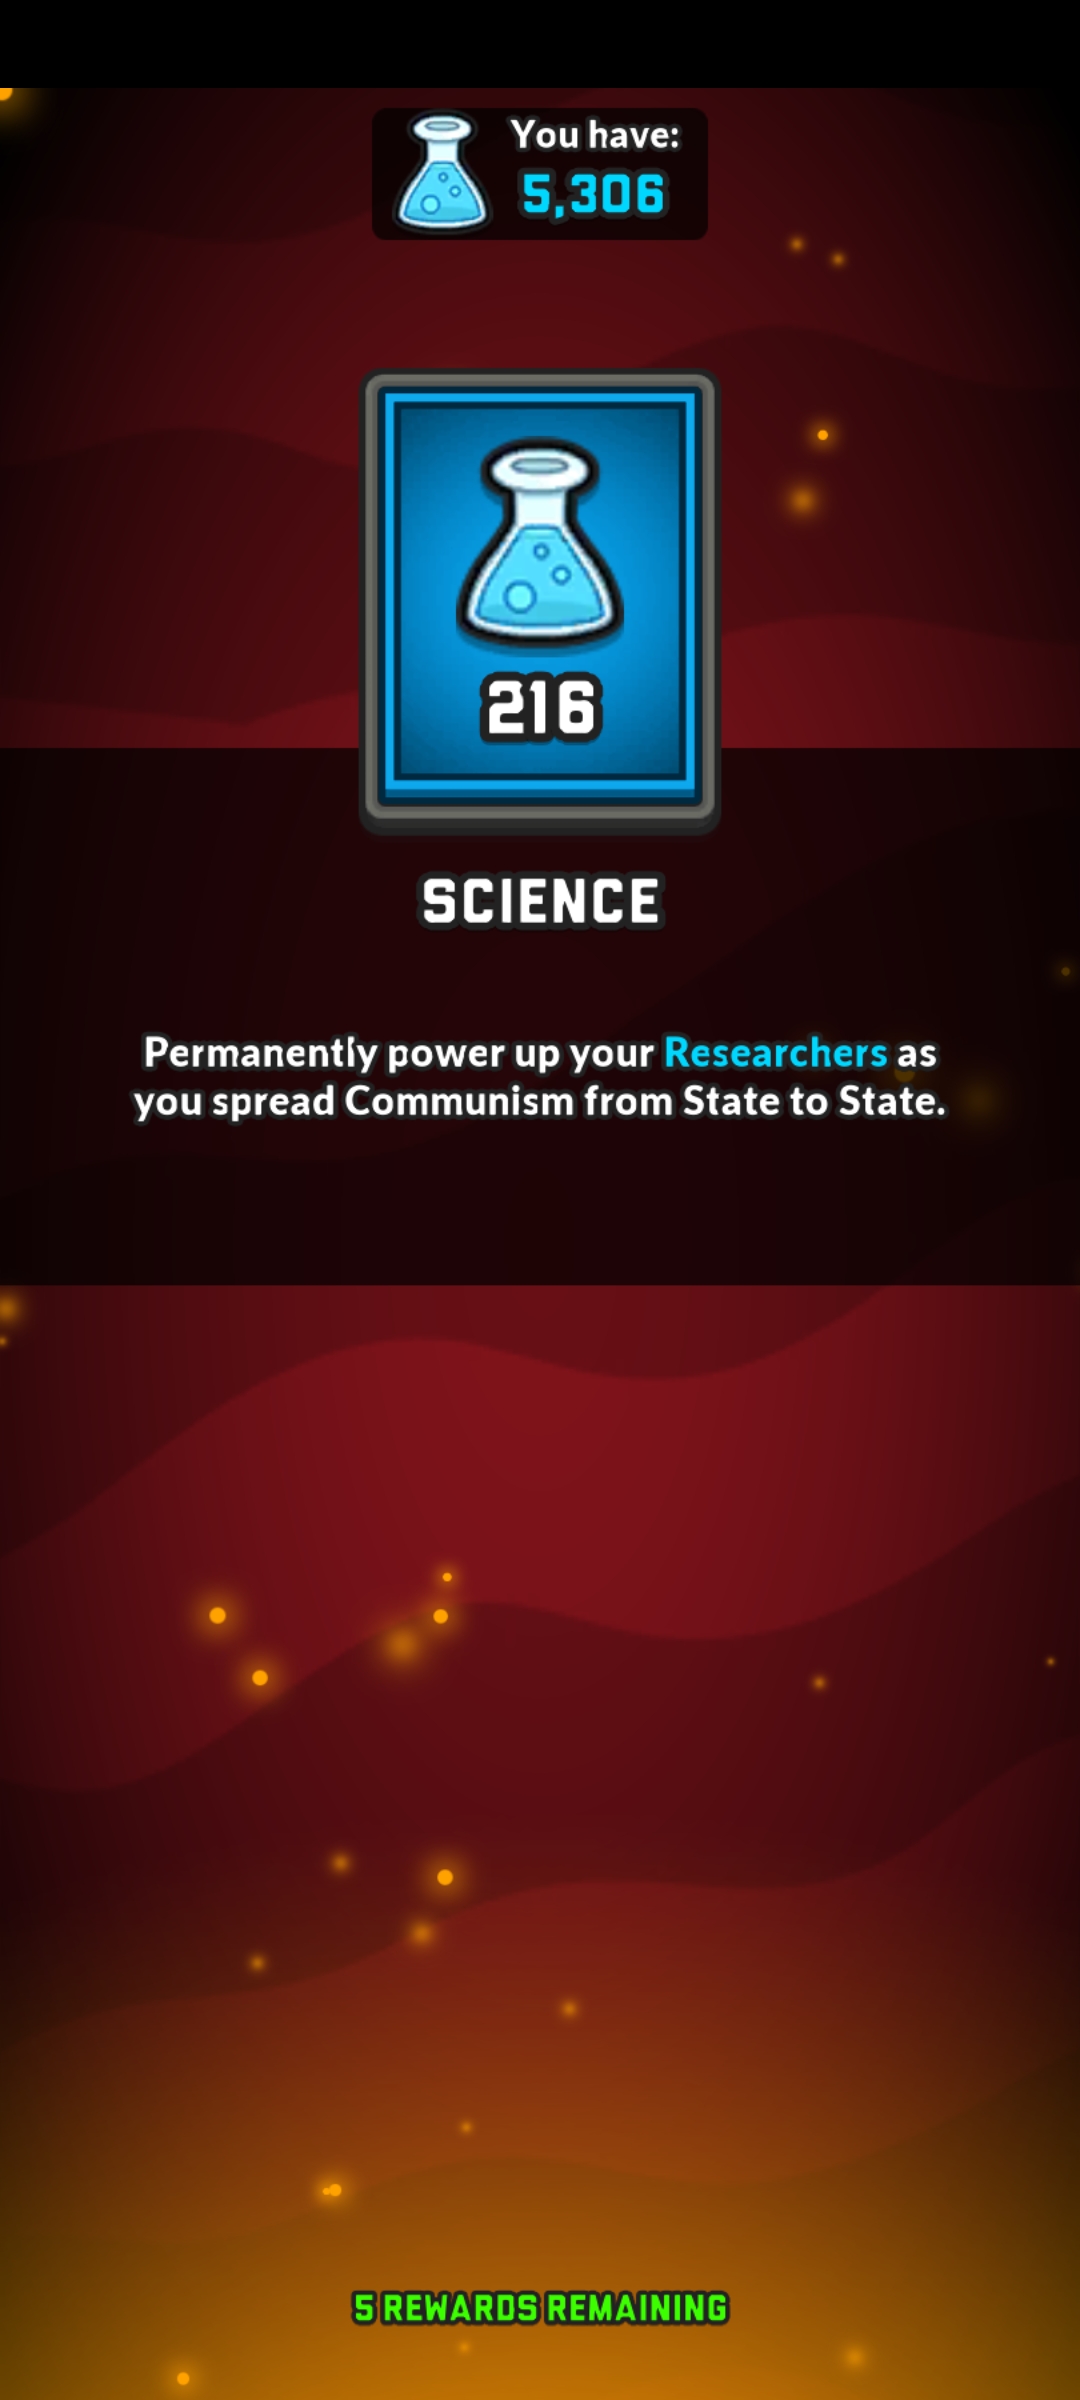 You have:
5,306
216
SCIENCE
Permanently power up your Researchers as
you spread Communism from State to State.
5 REWARDS REMAINING